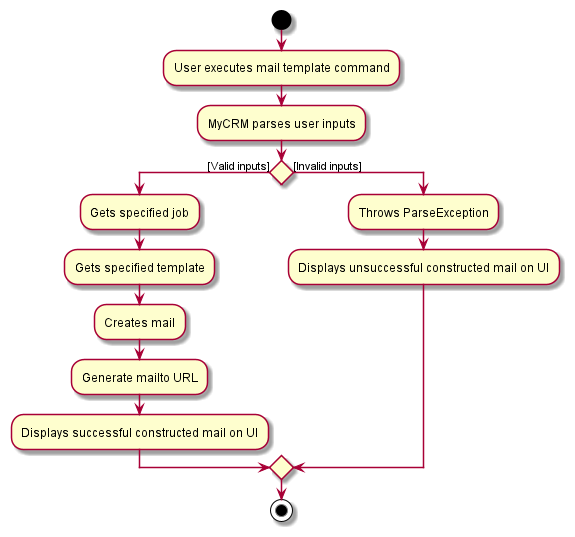 User executes mail template command
MyCRM parses user inputs
[Valid inputs]
[Invalid inputs]
Gets specified job
Throws ParseException
Gets specified template
Displays unsuccessful constructed mail on UI
Creates mail
Generate mailto URL
Displays successful constructed mail on UI